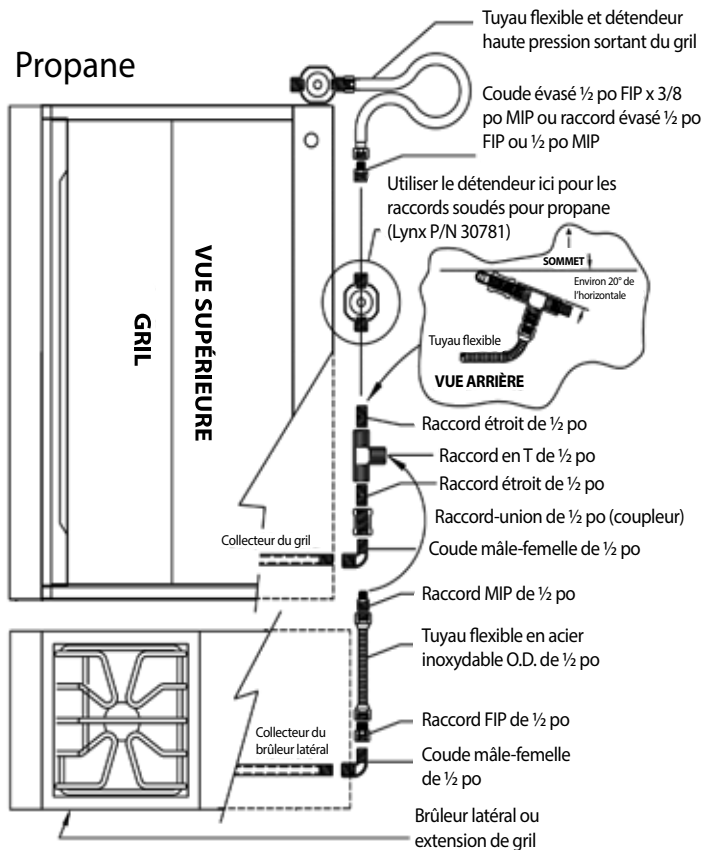 Propane
Tuyau flexible et détendeur
haute pression sortant du gril
Coude évasé ½ po FIP x 3/8
po MIP ou raccord évasé ½ po
FIP ou ½ po MIP
Utiliser le détendeur ici pour les
raccords soudés pour propane
(Lynx P/N 30781)
SOMMET
Environ 20° de
l'horizontale
Tuyau flexible
VUE ARRIÈRE
VUE SUPÉRIEURE
GRIL
Raccord étroit de ½ po
Raccord en T de ½ po
Raccord étroit de ½ po
Raccord-union de ½ po (coupleur)
Collecteur du gril
Coude mâle-femelle de ½ po
Raccord MIP de ½ po
Tuyau flexible en acier
inoxydable O.D. de ½ po
Raccord FIP de ½ po
Collecteur du
brûleur latéral
Coude mâle-femelle
de ½ po
Brûleur latéral ou
extension de gril